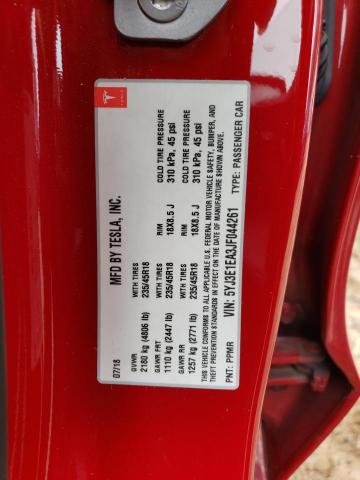 TESLA
07/18 MFD BY TESLA, INC.
GVWR
2180 kg (4806 lb)
GAWR FRT WITH TIRES RIM COLD TIRE PRESSURE
1110 kg (2447 lb) 235/45R18 18X8.5 J 310 kPa, 45 psi
GAWR RR WITH TIRES RIM COLD TIRE PRESSURE
1257 kg (2771 lb) 235/45R18 18X8.5 J 310 kPa, 45 psi
THIS VEHICLE CONFORMS TO ALL APPLICABLE U.S. FEDERAL MOTOR VEHICLE SAFETY, BUMPER, AND
THEFT PREVENTION STANDARDS IN EFFECT ON THE DATE OF MANUFACTURE SHOWN ABOVE.
PNT: PPMR VIN: 5YJ3E1EA3JF044261 TYPE: PASSENGER CAR